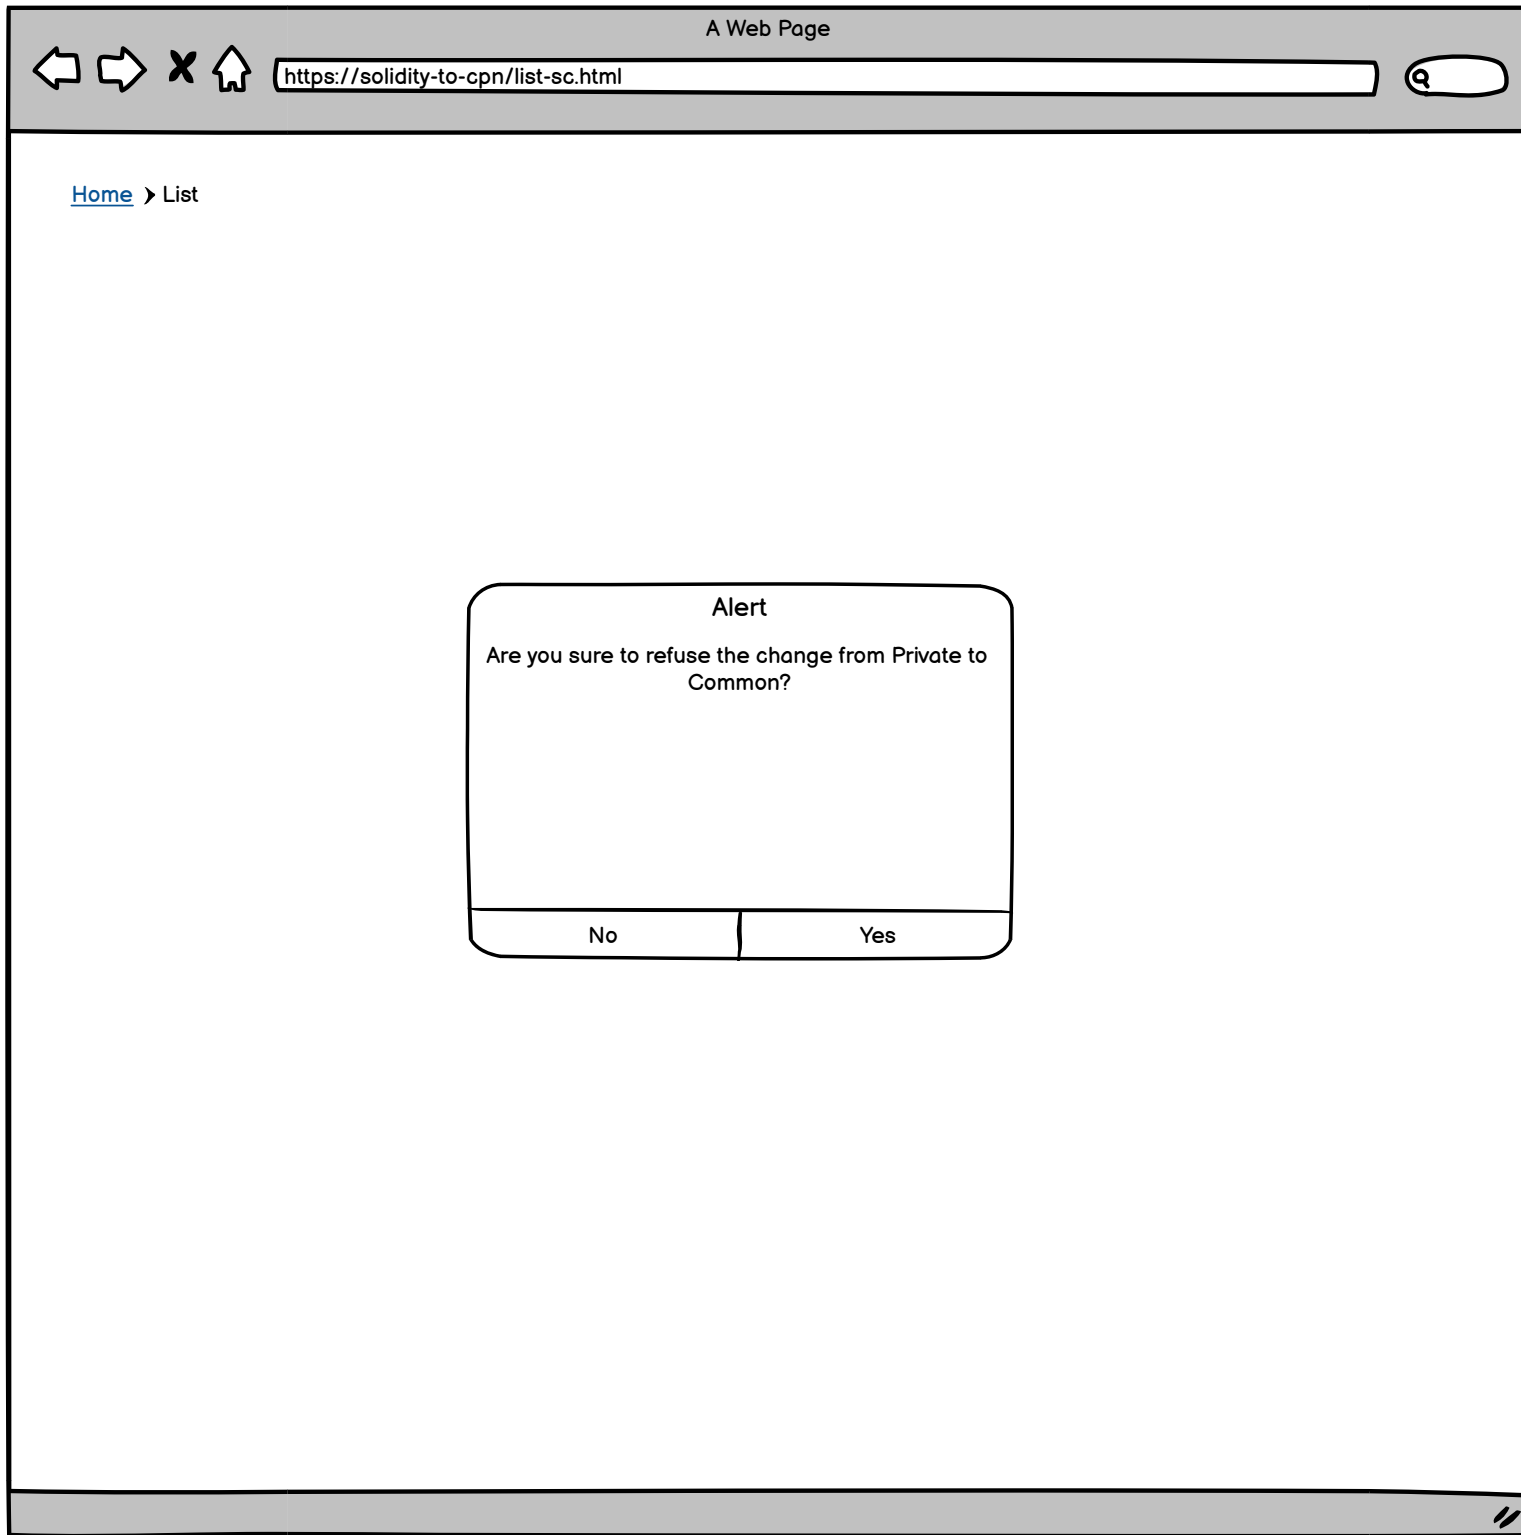 A Web Page
https://solidity-to-cpn/list-sc.html
Home List
Alert
Are you sure to refuse the change from Private to
Common?
No Yes